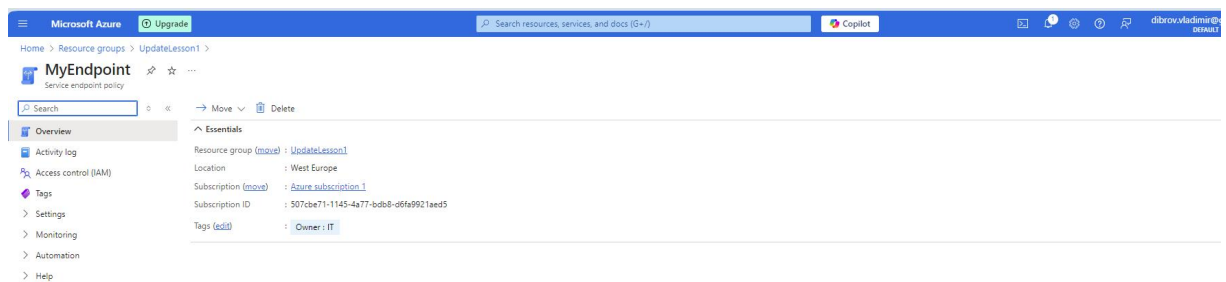 Microsoft Azure Upgrade Search resources, services, and docs (G+/) Copilot 1 dibrov.vladimir@g
DEFAULT
Home > Resource groups > UpdateLesson1 >
MyEndpoint ...
Service endpoint policy
Search
Move Delete
Overview
Essentials
Activity log
Resource group (move) : UpdateLesson1
Access control (IAM)
Location : West Europe
Tags
Subscription (move) : Azure subscription 1
Settings
Subscription ID : 507cbe71-1145-4a77-bdb8-d6fa9921aed5
Monitoring
Tags (edit) : Owner : IT
Automation
Help